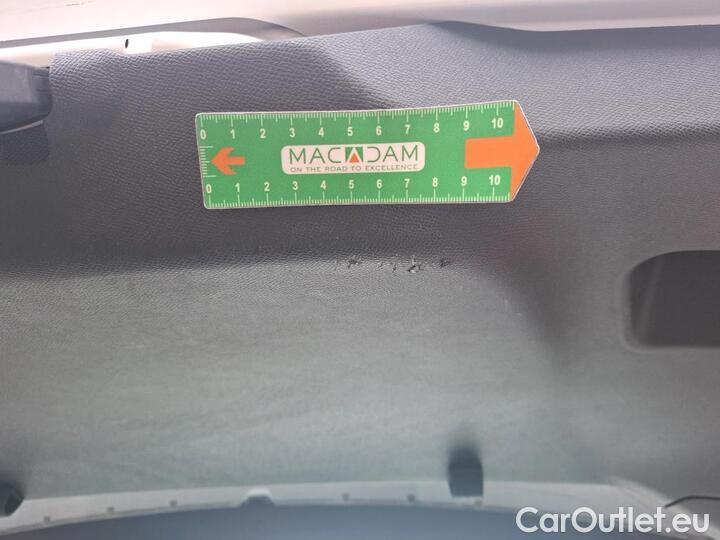 0 1 2 3 4 5 6 7 8 9 10
MACADAM
ON THE ROAD TO EXCELLENCE
0 1 2 3 4 5 6 7 8 9 10
CarOutlet.eu